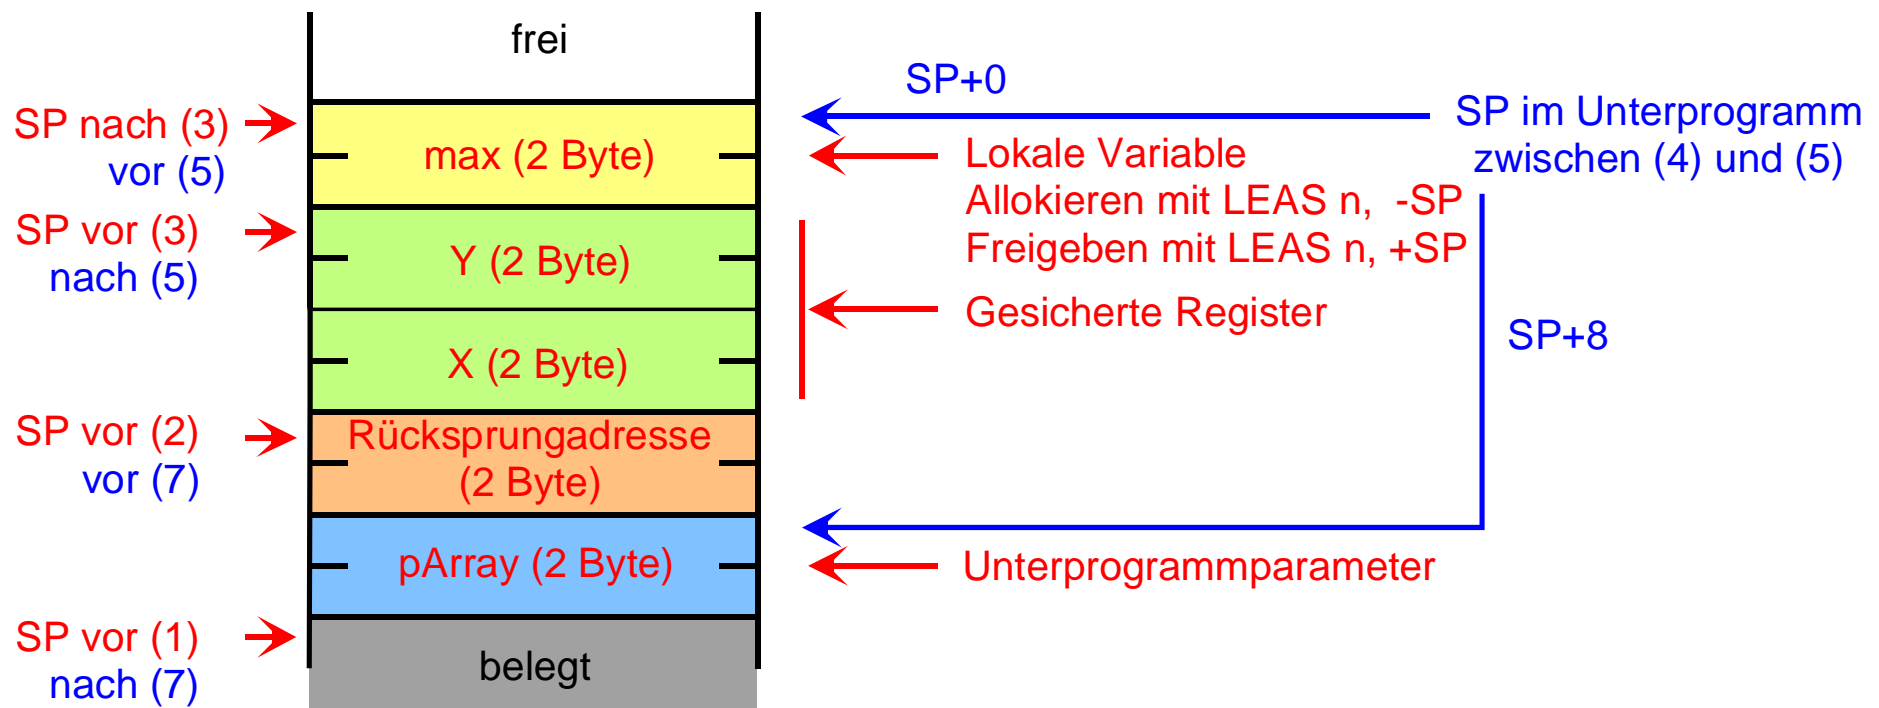 frei
SP+0
SP nach (3)
vor (5)
max (2 Byte)
Lokale Variable
Allokieren mit LEAS n,  -SP
Freigeben mit LEAS n, +SP
SP im Unterprogramm
zwischen (4) und (5)
SP vor (3)
nach (5)
Y (2 Byte)
Gesicherte Register
SP+8
X (2 Byte)
SP vor (2)
vor (7)
Rücksprungadresse
(2 Byte)
pArray (2 Byte)
Unterprogrammparameter
SP vor (1)
nach (7)
belegt